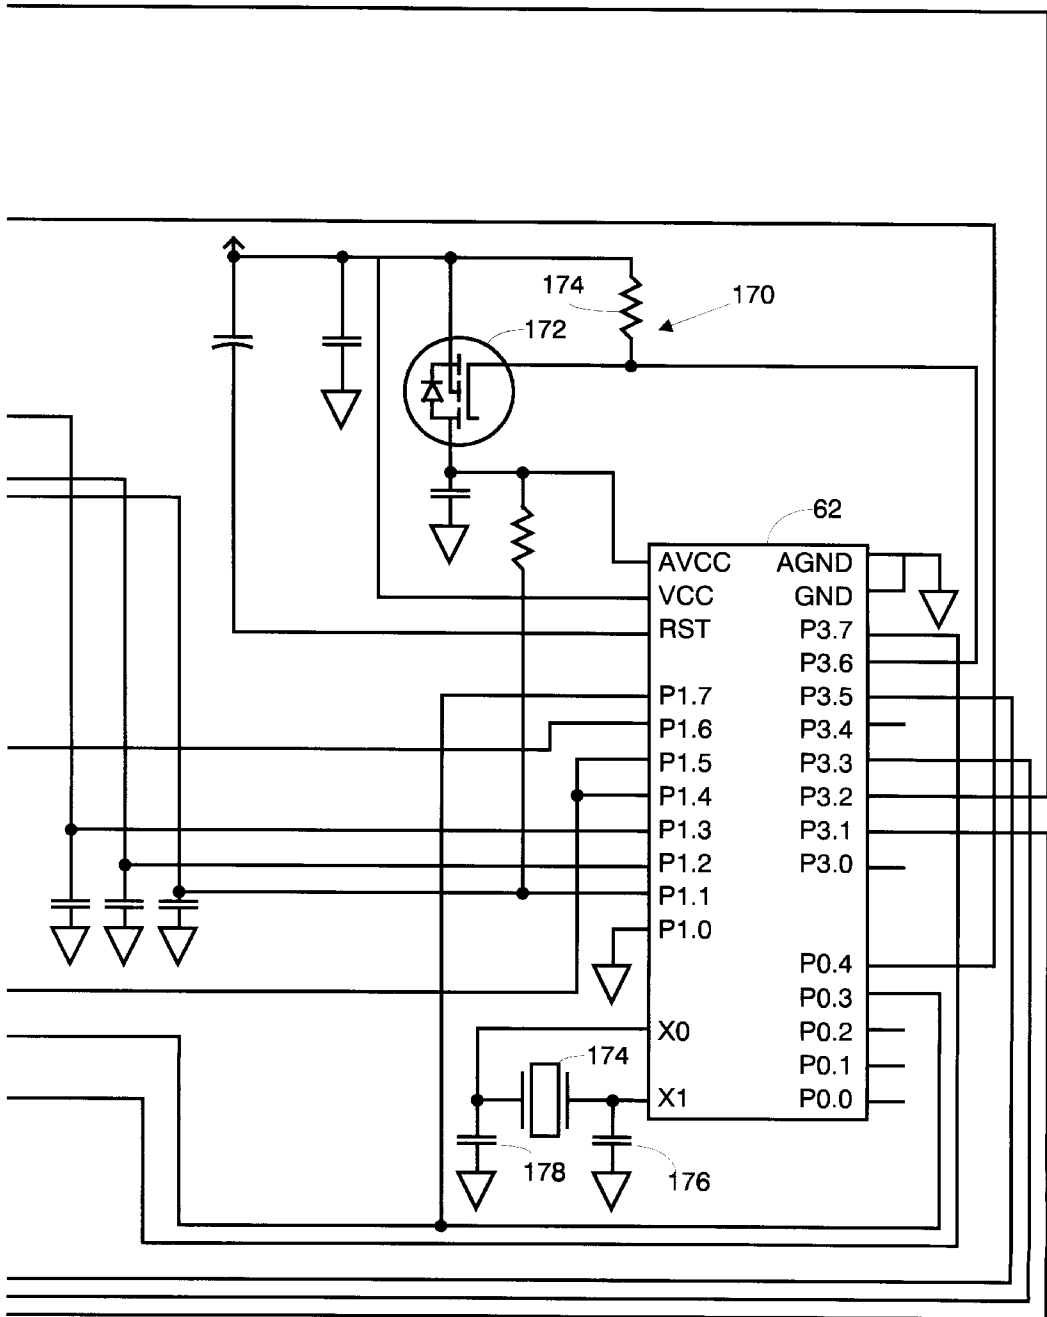 174
170
172
62
AVCC AGND
VCC GND
RST P3.7
P3.6
P1.7 P3.5
P1.6 P3.4
P1.5 P3.3
P1.4 P3.2
P1.3 P3.1
P1.2 P3.0
P1.1
P1.0
P0.4
P0.3
X0 P0.2
174
P0.1
X1 P0.0
178
176